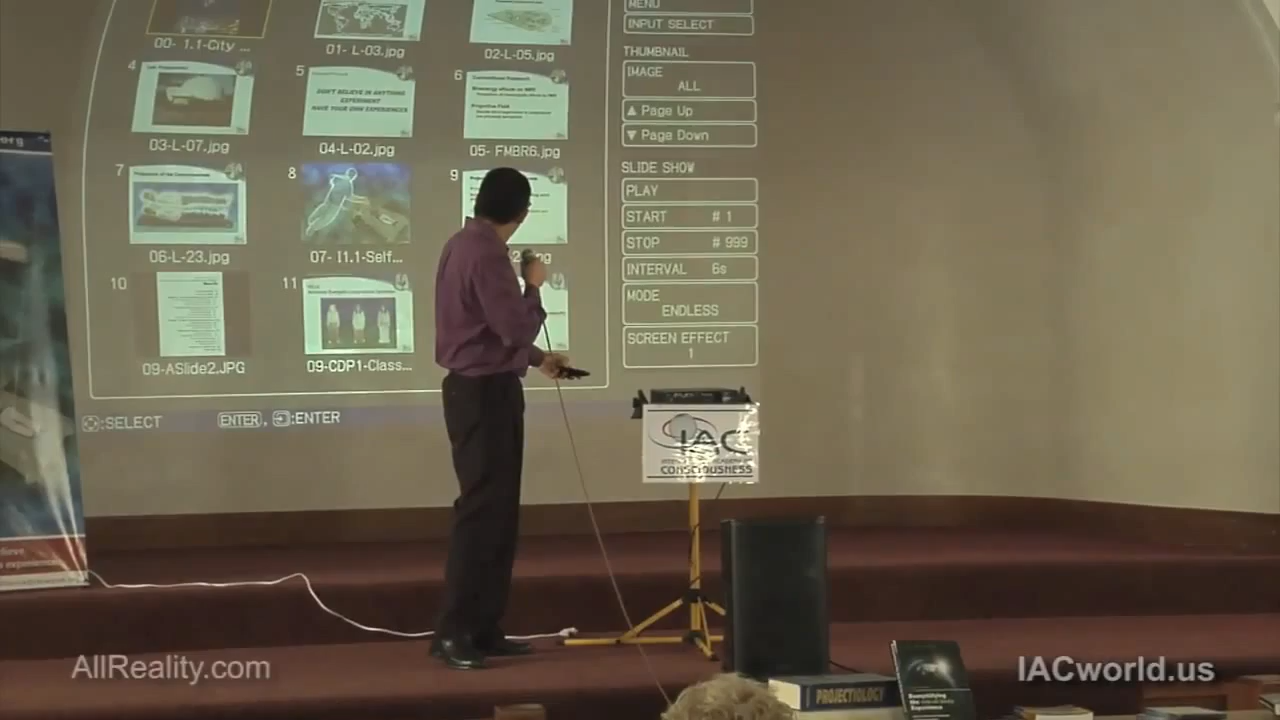 00- 1.1-City ...
01- L-03.jpg
02-L-05.jpg
4
5
DON'T BELIEVE IN ANYTHING
EXPERIMENT
HAVE YOUR OWN EXPERIENCES
6
03-L-07.jpg
04-L-02.jpg
05- FMBR6.jpg
7
8
9
06-L-23.jpg
07- 11.1-Self...
10
11
09-ASlide2.JPG
09-CDP1-Class...
:SELECT
ENTER, :ENTER
MENU
INPUT SELECT
THUMBNAIL
IMAGE
ALL
▲ Page Up
▼ Page Down
SLIDE SHOW
PLAY
START # 1
STOP # 999
INTERVAL 6s
MODE
ENDLESS
SCREEN EFFECT
1
IAC
CONSCIOUSNESS
PROJECTIOLOGY
AllReality.com
IACworld.us